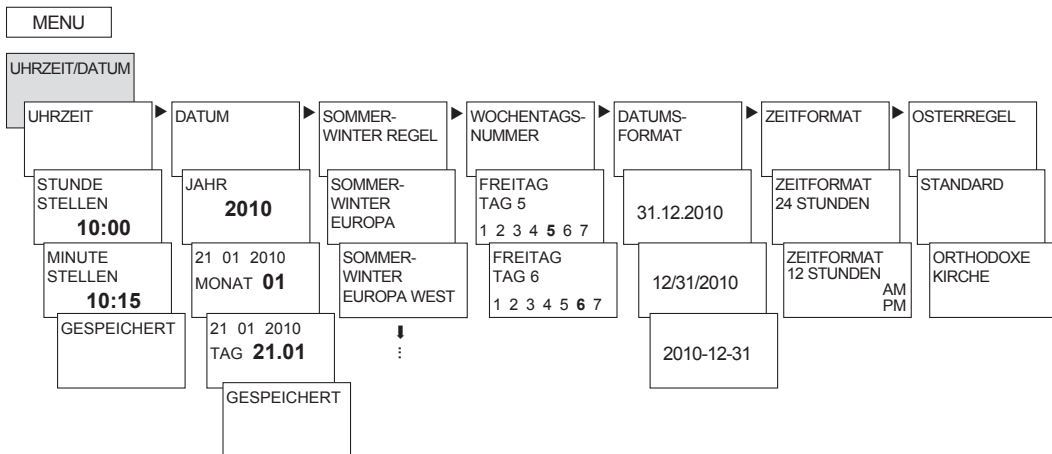 MENU
UHRZEIT/DATUM
UHRZEIT
STUNDE
STELLEN
10:00
MINUTE
STELLEN
10:15
GESPEICHERT
DATUM
JAHR
2010
21 01 2010
MONAT 01
21 01 2010
TAG 21.01
GESPEICHERT
SOMMER-
WINTER REGEL
SOMMER-
WINTER
EUROPA
SOMMER-
WINTER
EUROPA WEST
WOCHENTAGS-
NUMMER
FREITAG
TAG 5
1 2 3 4 5 6 7
FREITAG
TAG 6
1 2 3 4 5 6 7
DATUMS-
FORMAT
31.12.2010
12/31/2010
2010-12-31
ZEITFORMAT
ZEITFORMAT
24 STUNDEN
ZEITFORMAT
12 STUNDEN
AM
PM
OSTERREGEL
STANDARD
ORTHODOXE
KIRCHE